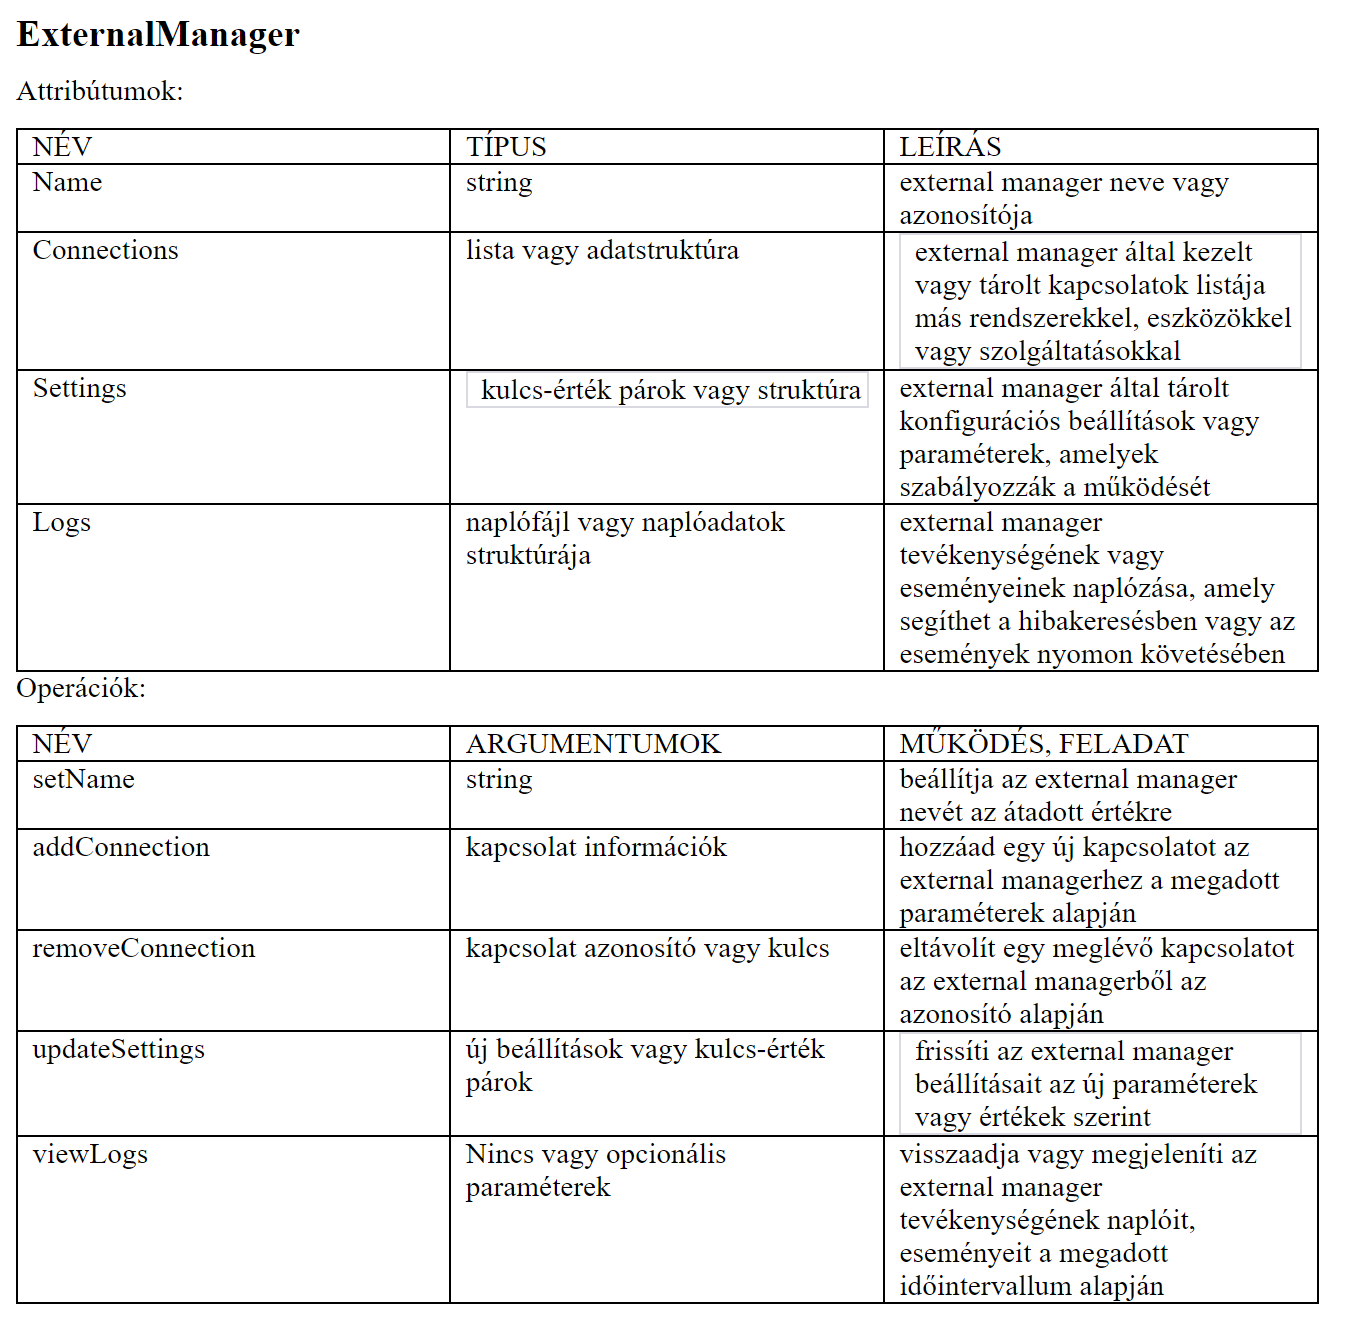 ExternalManager
Attribútumok:
NÉV TÍPUS LEÍRÁS
Name string external manager neve vagy
azonosítója
Connections lista vagy adatstruktúra external manager által kezelt
vagy tárolt kapcsolatok listája
más rendszerekkel, eszközökkel
vagy szolgáltatásokkal
Settings kulcs-érték párok vagy struktúra external manager által tárolt
konfigurációs beállítások vagy
paraméterek, amelyek
szabályozzák a működését
Logs naplófájl vagy naplóadatok external manager
struktúrája tevékenységének vagy
eseményeinek naplózása, amely
segíthet a hibakeresésben vagy az
események nyomon követésében
Operációk:
NÉV ARGUMENTUMOK MŰKÖDÉS, FELADAT
setName string beállítja az external manager
nevét az átadott értékre
addConnection kapcsolat információk hozzáad egy új kapcsolatot az
external managerhez a megadott
paraméterek alapján
removeConnection kapcsolat azonosító vagy kulcs eltávolít egy meglévő kapcsolatot
az external managerből az
azonosító alapján
updateSettings új beállítások vagy kulcs-érték frissíti az external manager
párok beállításait az új paraméterek
vagy értékek szerint
viewLogs Nincs vagy opcionális visszaadja vagy megjeleníti az
paraméterek external manager
tevékenységének naplóit,
eseményeit a megadott
időintervallum alapján